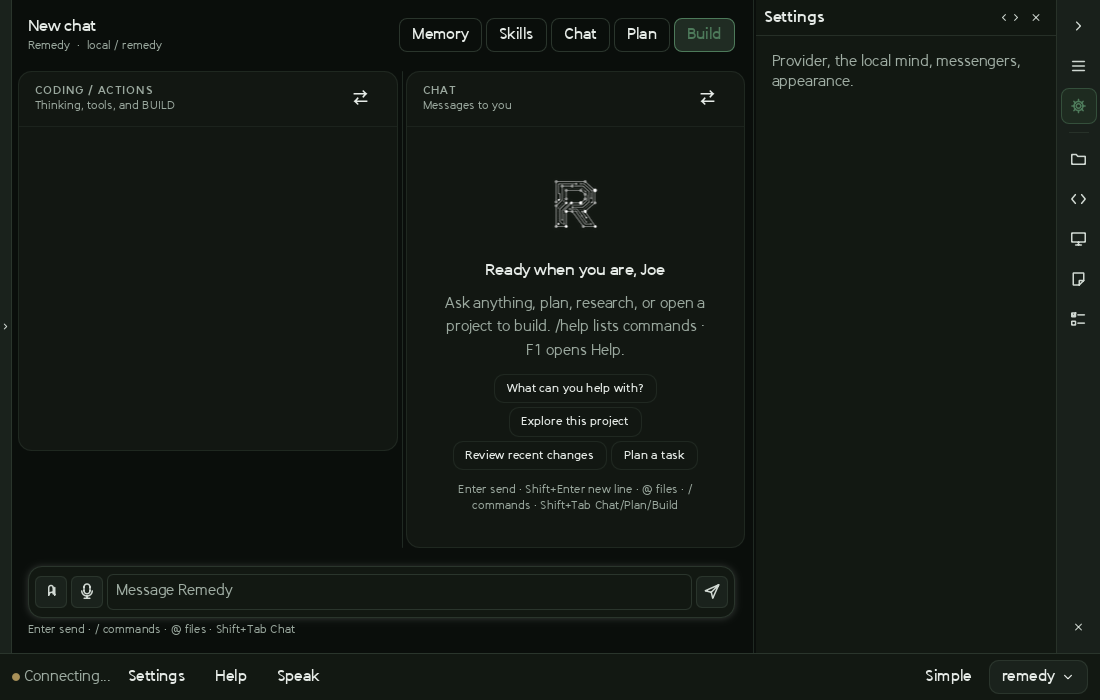 New chat
Remedy · local / remedy
Memory
Skills
Chat
Plan
Build
CODING / ACTIONS
Thinking, tools, and BUILD
CHAT
Messages to you
Ready when you are, Joe
Ask anything, plan, research, or open a
project to build. /help lists commands ·
F1 opens Help.
What can you help with?
Explore this project
Review recent changes
Plan a task
Enter send · Shift+Enter new line · @ files · /
commands · Shift+Tab Chat/Plan/Build
Message Remedy
Enter send · / commands · @ files · Shift+Tab Chat
Settings
Provider, the local mind, messengers,
appearance.
Connecting...
Settings
Help
Speak
Simple
remedy